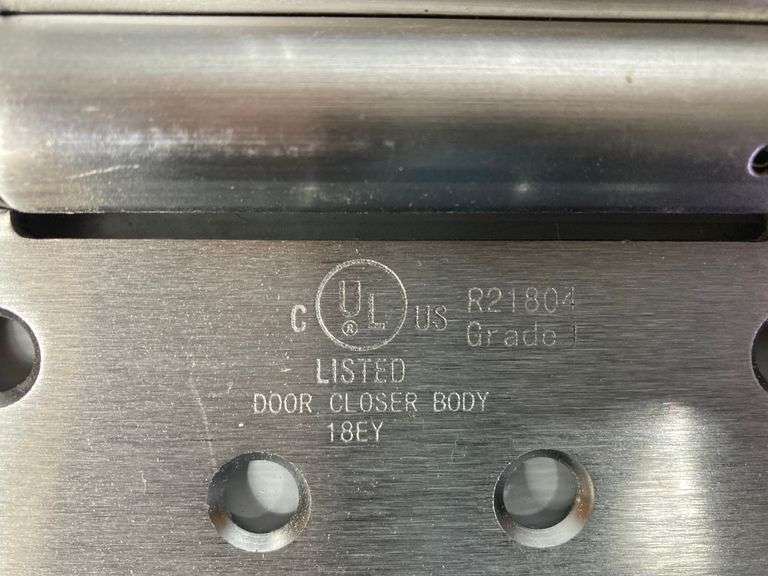 C UL ® US R21804
Grade 1
LISTED
DOOR CLOSER BODY
18EY